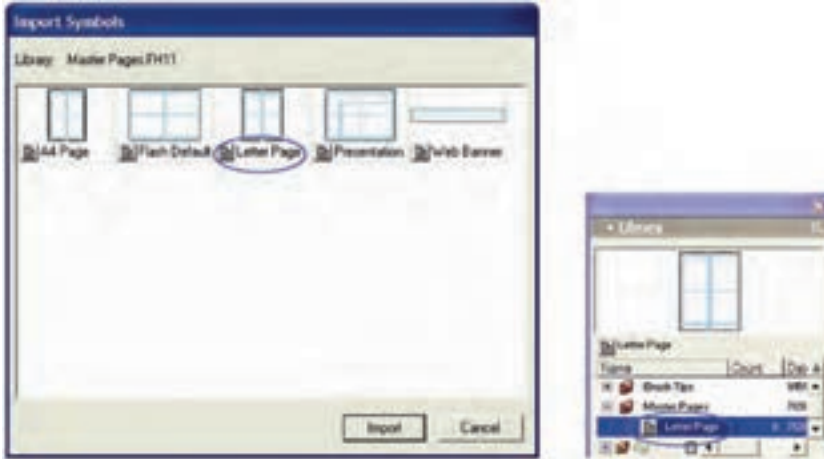 Import Symbols
Library: Master Pages.FH11
A4 Page Flash Default Letter Page Presentation Web Banner
Import Cancel
Library
Letter Page
Name Count
Brush Tips
Master Pages
Letter Page